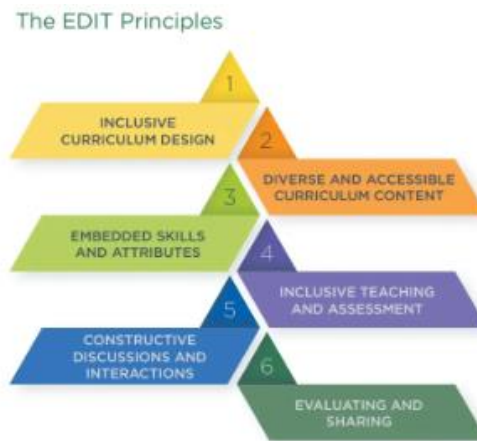 The EDIT Principles
1
INCLUSIVE
CURRICULUM DESIGN
2
DIVERSE AND ACCESSIBLE
CURRICULUM CONTENT
3
EMBEDDED SKILLS
AND ATTRIBUTES
4
INCLUSIVE TEACHING
AND ASSESSMENT
5
CONSTRUCTIVE
DISCUSSIONS AND
INTERACTIONS
6
EVALUATING AND
SHARING